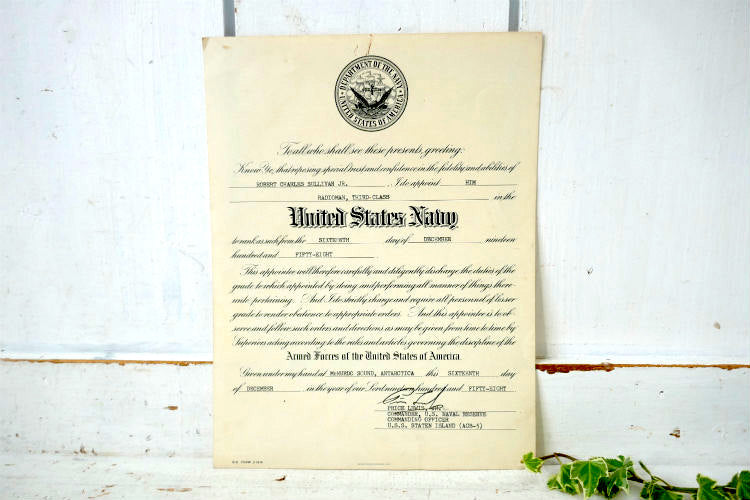 DEPARTMENT OF THE NAVY
UNITED STATES OF AMERICA
To all who shall see these presents, greeting:
Know Ye, that reposing special trust and confidence in the fidelity and abilities of
ROBERT CHARLES SULLIVAN JR. , I do appoint HIM
RADIOMAN, THIRD CLASS in the
United States Navy
to rank as such from the SIXTEENTH day of DECEMBER nineteen
hundred and FIFTY-EIGHT .
This appointee will therefore carefully and diligently discharge the duties of the
grade to which appointed by doing and performing all manner of things there-
unto pertaining. And I do strictly charge and require all personnel of lesser
grade to render obedience to appropriate orders. And this appointee is to ob-
serve and follow such orders and directions as may be given from time to time by
Superiors acting according to the rules and articles governing the discipline of the
Armed Forces of the United States of America.
Given under my hand at McMURDO SOUND, ANTARCTICA this SIXTEENTH day
of DECEMBER in the year of our Lord nineteen hundred and FIFTY-EIGHT
PRICE LEWIS, JR.
COMMANDER, U.S. NAVAL RESERVE
COMMANDING OFFICER
U.S.S. STATEN ISLAND (AGB-5)